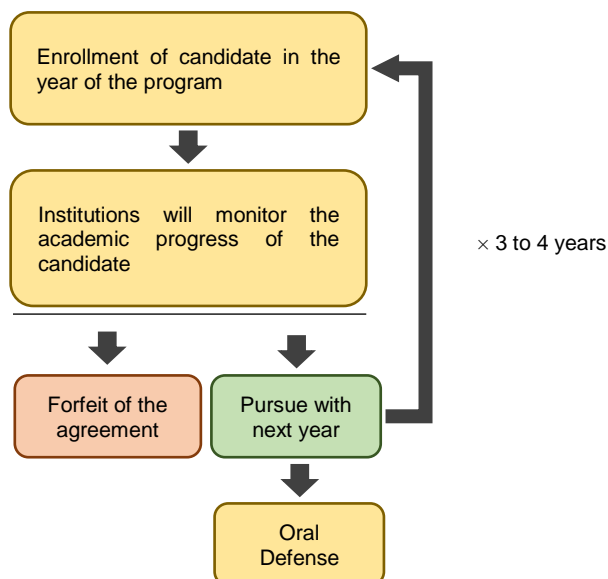 Enrollment of candidate in the
year of the program
Institutions will monitor the
academic progress of the
candidate
× 3 to 4 years
Forfeit of the
agreement
Pursue with
next year
Oral
Defense